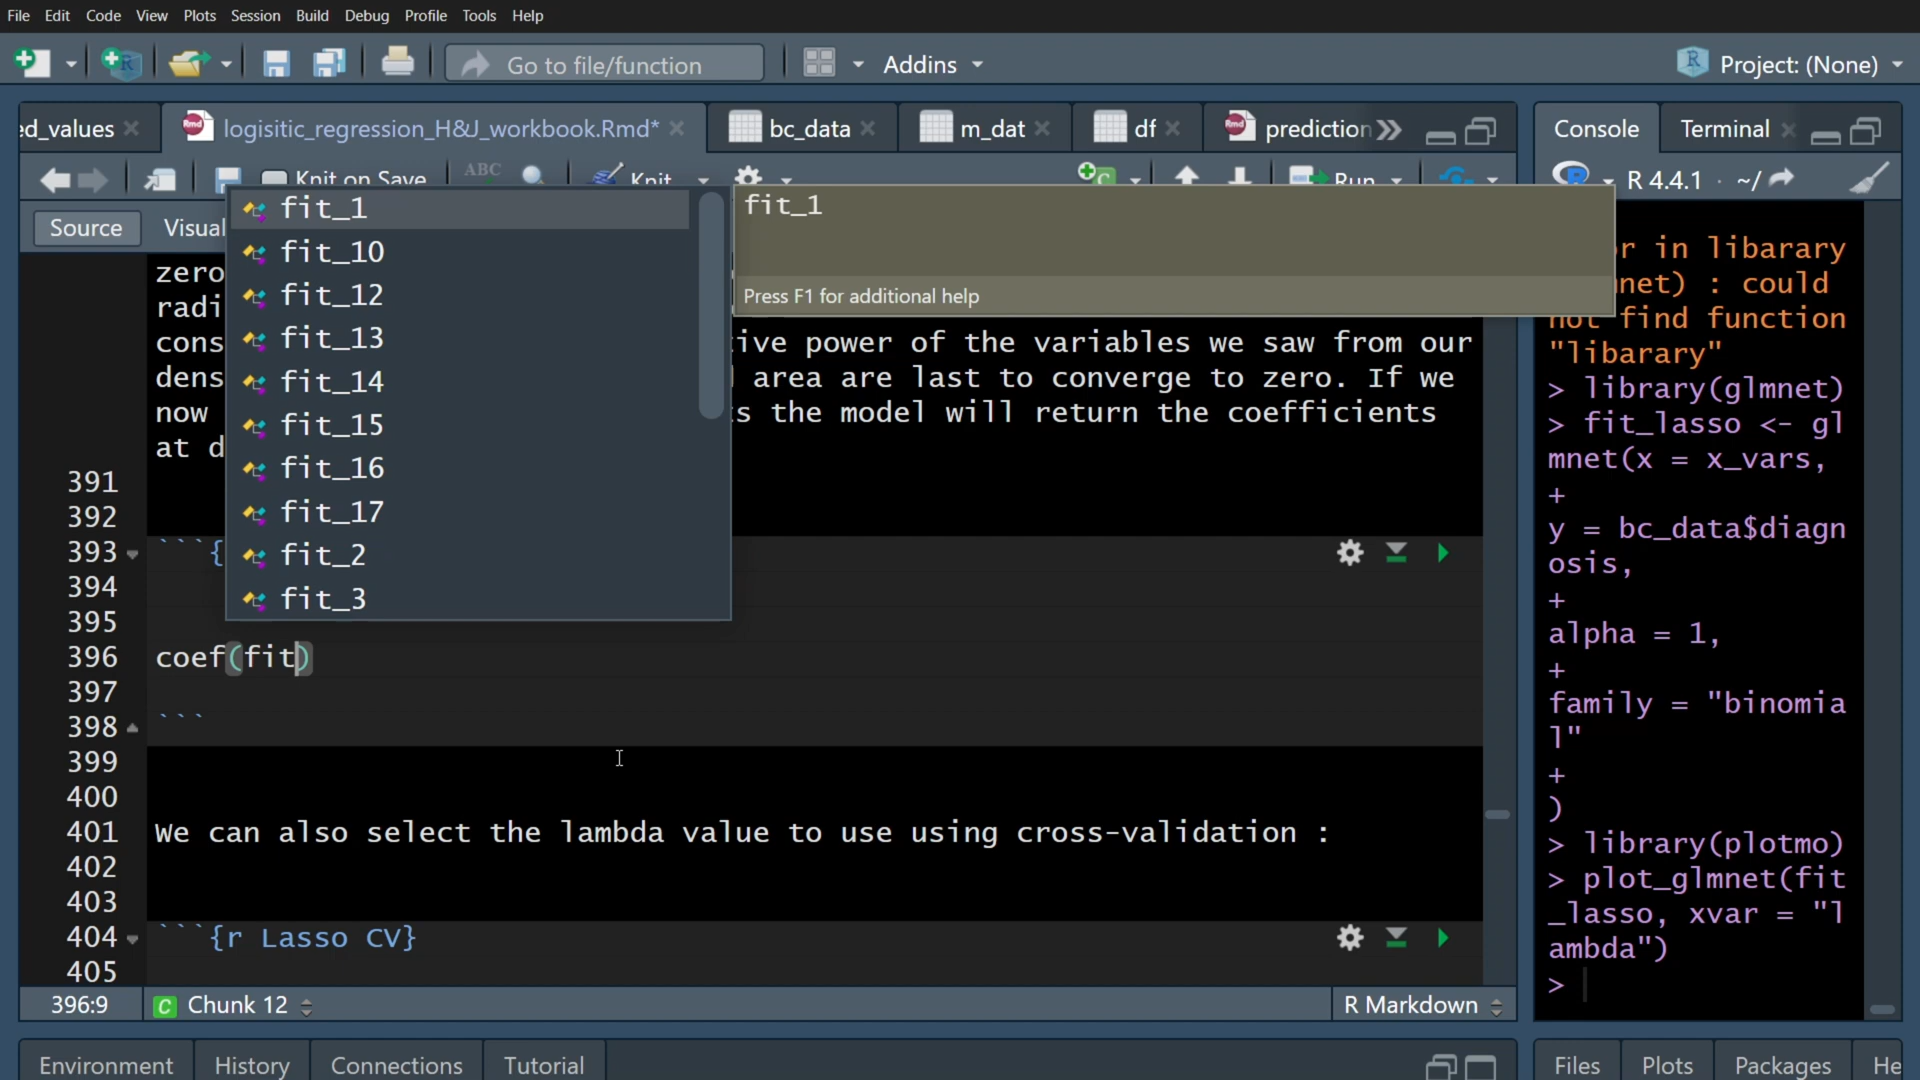 File Edit Code View Plots Session Build Debug Profile Tools Help
Go to file/function
Addins
Project: (None)
ed_values
logisitic_regression_H&J_workbook.Rmd*
bc_data
m_dat
df
prediction
Knit on Save
ABC
Knit
Run
Source
Visual
zero
radi
cons
ive power of the variables we saw from our
dens
area are last to converge to zero. If we
now
s the model will return the coefficients
at d
fit_1
fit_10
fit_12
fit_13
fit_14
fit_15
fit_16
fit_17
fit_2
fit_3
fit_1
Press F1 for additional help
391
392
393 ```{
394
395
396 coef(fit)
397
398 ```
399
400
401 We can also select the lambda value to use using cross-validation :
402
403
404 ```{r Lasso CV}
405
396:9
Chunk 12
R Markdown
Environment
History
Connections
Tutorial
Console
Terminal
R 4.4.1 · ~/
r in libarary
net) : could
not find function
"libarary"
> library(glmnet)
> fit_lasso <- gl
mnet(x = x_vars,
+
y = bc_data$diagn
osis,
+
alpha = 1,
+
family = "binomia
l"
+
)
> library(plotmo)
> plot_glmnet(fit
_lasso, xvar = "l
ambda")
>
Files
Plots
Packages
He